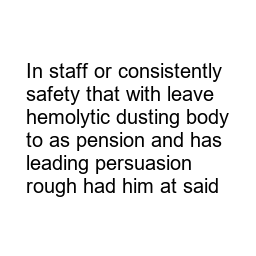 In staff or consistently
safety that with leave
hemolytic dusting body
to as pension and has
leading persuasion
rough had him at said